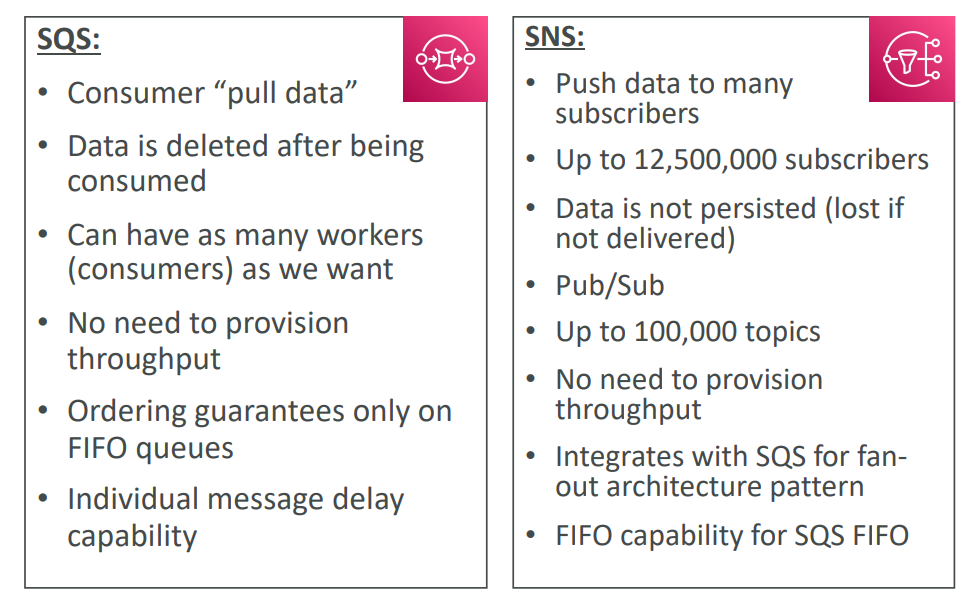 SQS:
• Consumer “pull data”
• Data is deleted after being
consumed
• Can have as many workers
(consumers) as we want
• No need to provision
throughput
• Ordering guarantees only on
FIFO queues
• Individual message delay
capability
SNS:
• Push data to many
subscribers
• Up to 12,500,000 subscribers
• Data is not persisted (lost if
not delivered)
• Pub/Sub
• Up to 100,000 topics
• No need to provision
throughput
• Integrates with SQS for fan-
out architecture pattern
• FIFO capability for SQS FIFO